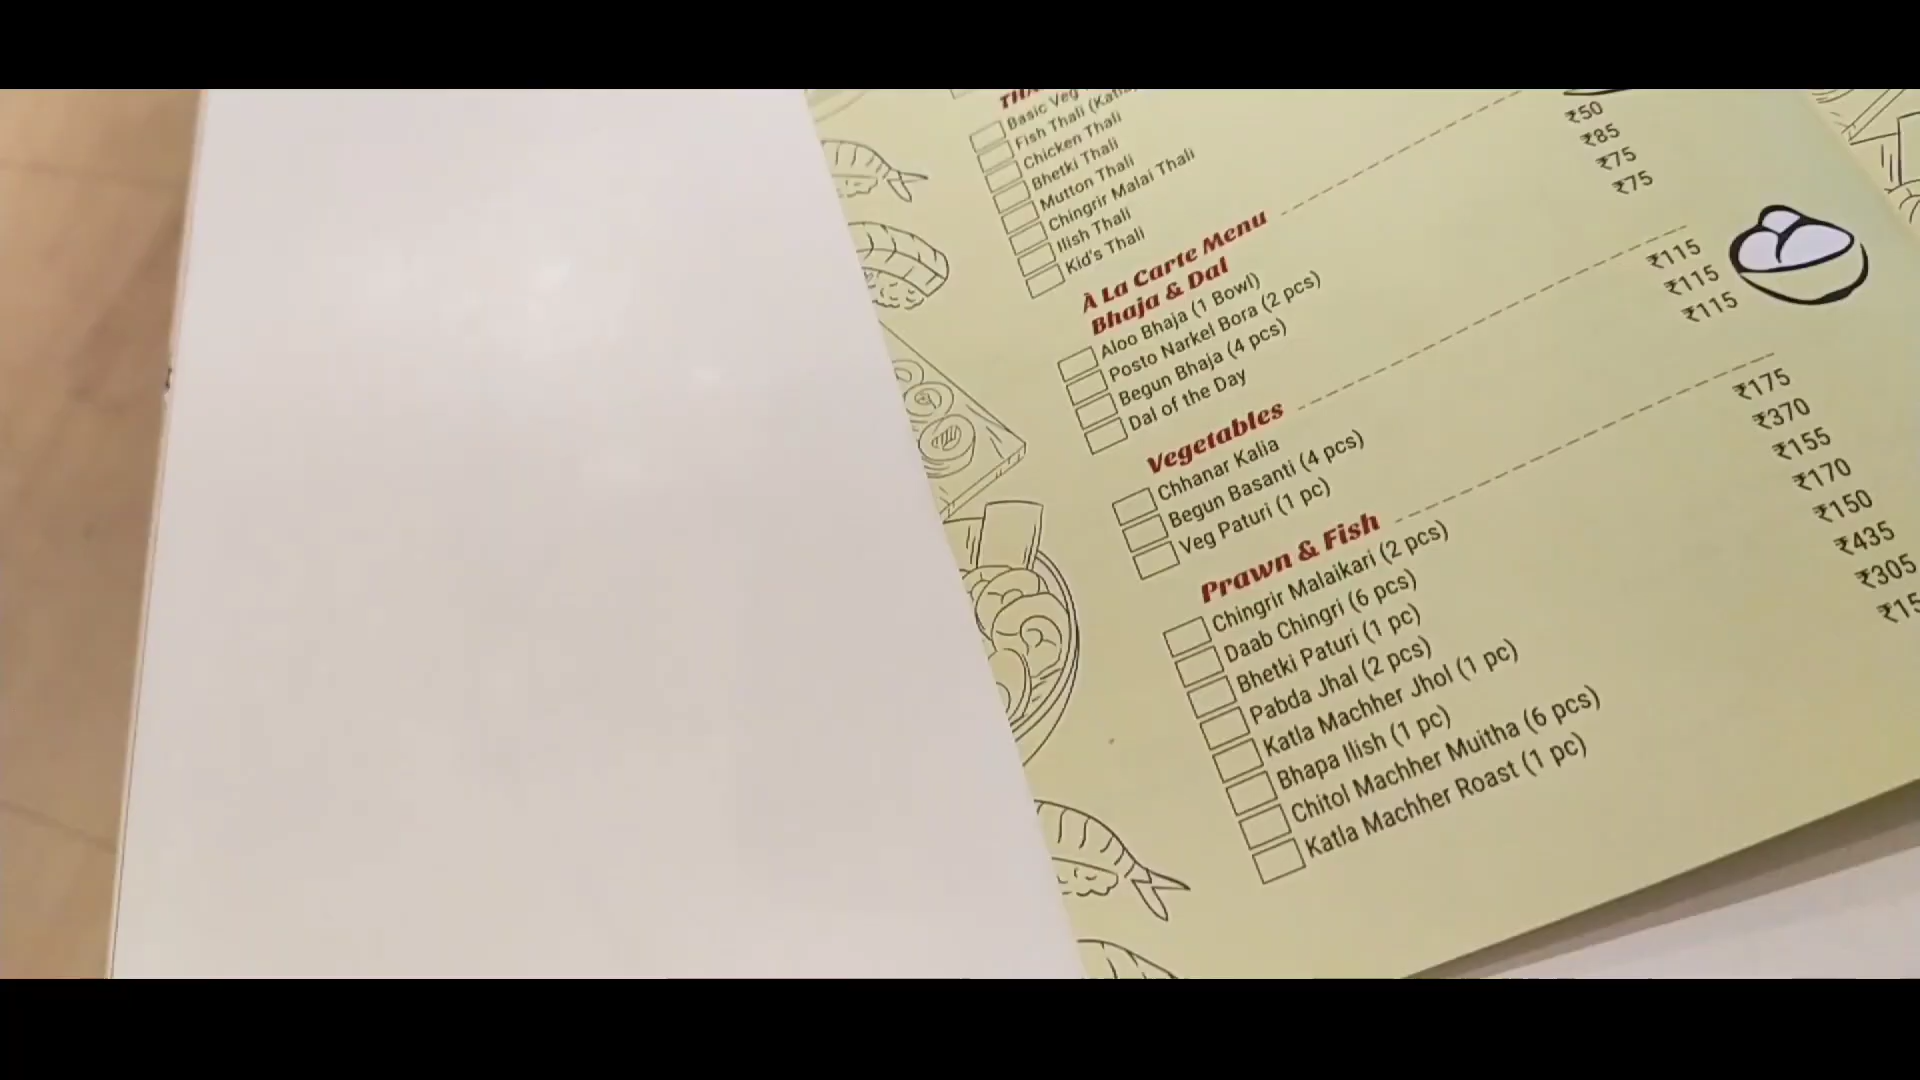 Basic Veg
Fish Thali
Chicken Thali
Bhetki Thali
Mutton Thali
Chingrir Malai Thali
Ilish Thali
Kid's Thali
À La Carte Menu
Bhaja & Dal
Aloo Bhaja (1 Bowl) ₹50
Posto Narkel Bora (2 pcs) ₹85
Begun Bhaja (4 pcs) ₹75
Dal of the Day ₹75
Vegetables
Chhanar Kalia ₹115
Begun Basanti (4 pcs) ₹115
Veg Paturi (1 pc) ₹115
Prawn & Fish
Chingrir Malaikari (2 pcs) ₹175
Daab Chingri (6 pcs) ₹370
Bhetki Paturi (1 pc) ₹155
Pabda Jhal (2 pcs) ₹170
Katla Machher Jhol (1 pc) ₹150
Bhapa Ilish (1 pc) ₹435
Chitol Machher Muitha (6 pcs) ₹305
Katla Machher Roast (1 pc)